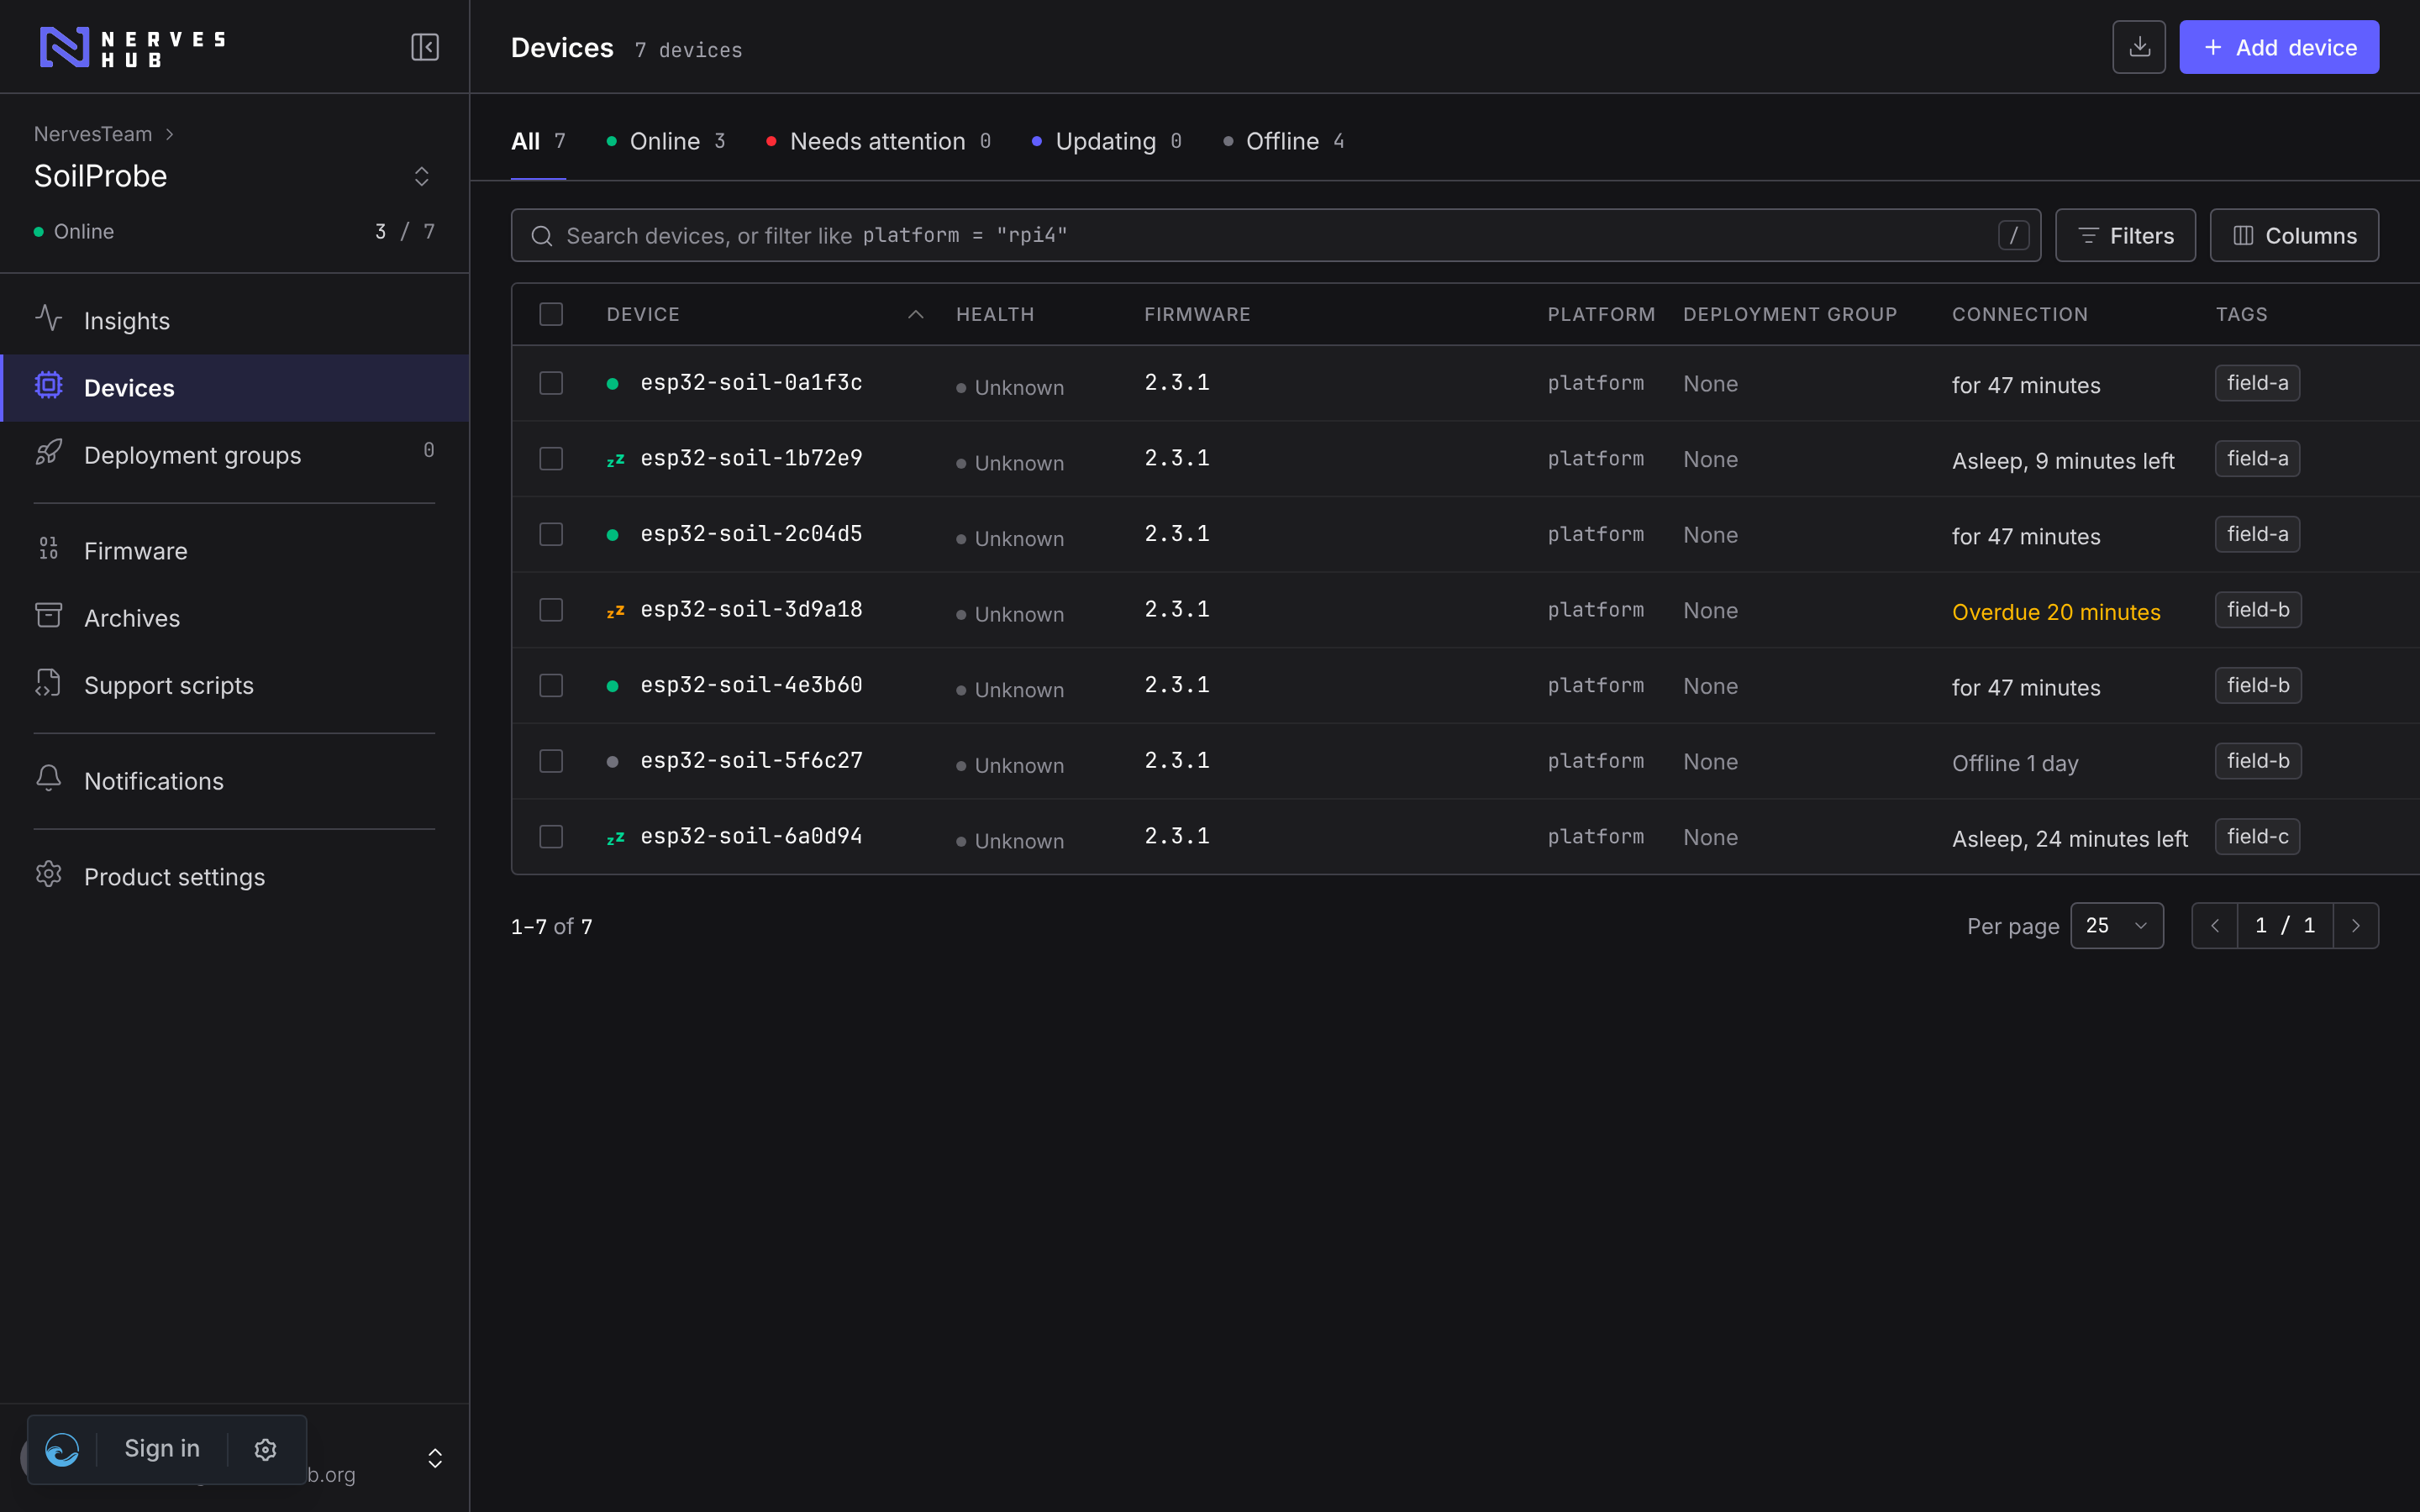 NERVES
HUB
NervesTeam
SoilProbe
Online 3 / 7
Insights
Devices
Deployment groups 0
Firmware
Archives
Support scripts
Notifications
Product settings
Sign in
b.org
Devices 7 devices
Add device
All 7 Online 3 Needs attention 0 Updating 0 Offline 4
Search devices, or filter like platform = "rpi4" /
Filters
Columns
DEVICE HEALTH FIRMWARE PLATFORM DEPLOYMENT GROUP CONNECTION TAGS
esp32-soil-0a1f3c Unknown 2.3.1 platform None for 47 minutes field-a
zZ esp32-soil-1b72e9 Unknown 2.3.1 platform None Asleep, 9 minutes left field-a
esp32-soil-2c04d5 Unknown 2.3.1 platform None for 47 minutes field-a
zZ esp32-soil-3d9a18 Unknown 2.3.1 platform None Overdue 20 minutes field-b
esp32-soil-4e3b60 Unknown 2.3.1 platform None for 47 minutes field-b
esp32-soil-5f6c27 Unknown 2.3.1 platform None Offline 1 day field-b
zZ esp32-soil-6a0d94 Unknown 2.3.1 platform None Asleep, 24 minutes left field-c
1–7 of 7
Per page 25 1 / 1